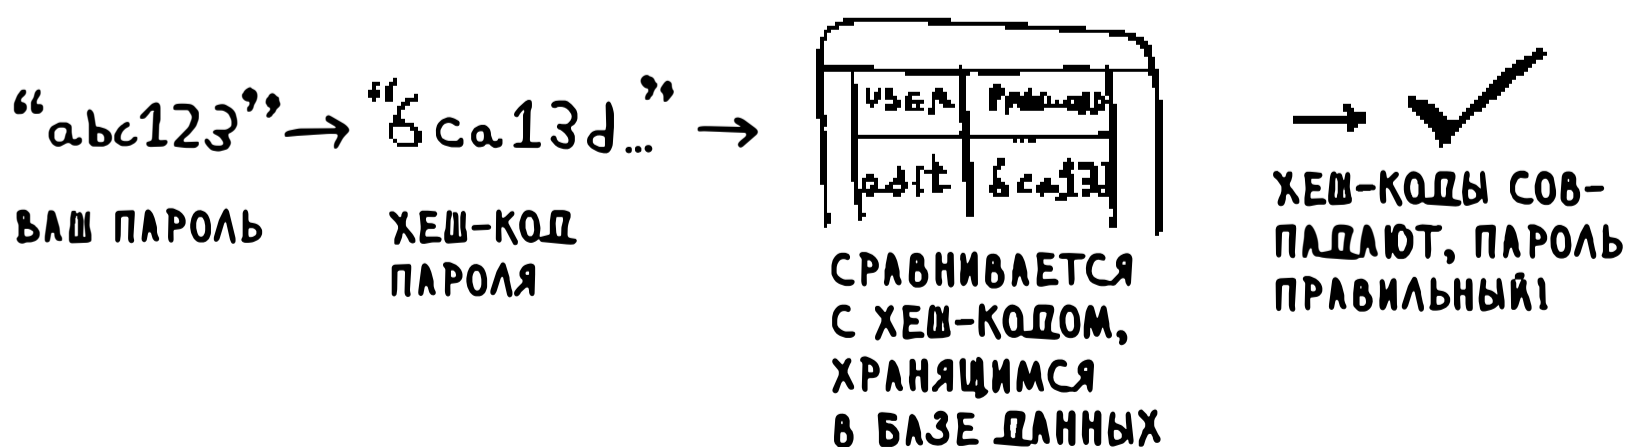 “abc123” → “6ca13d...” →
ВАШ ПАРОЛЬ
ХЕШ-КОД
ПАРОЛЯ
USER
adit 6ca13d
СРАВНИВАЕТСЯ
С ХЕШ-КОДОМ,
ХРАНЯЩИМСЯ
В БАЗЕ ДАННЫХ
→
ХЕШ-КОДЫ СОВ-
ПАДАЮТ, ПАРОЛЬ
ПРАВИЛЬНЫЙ!